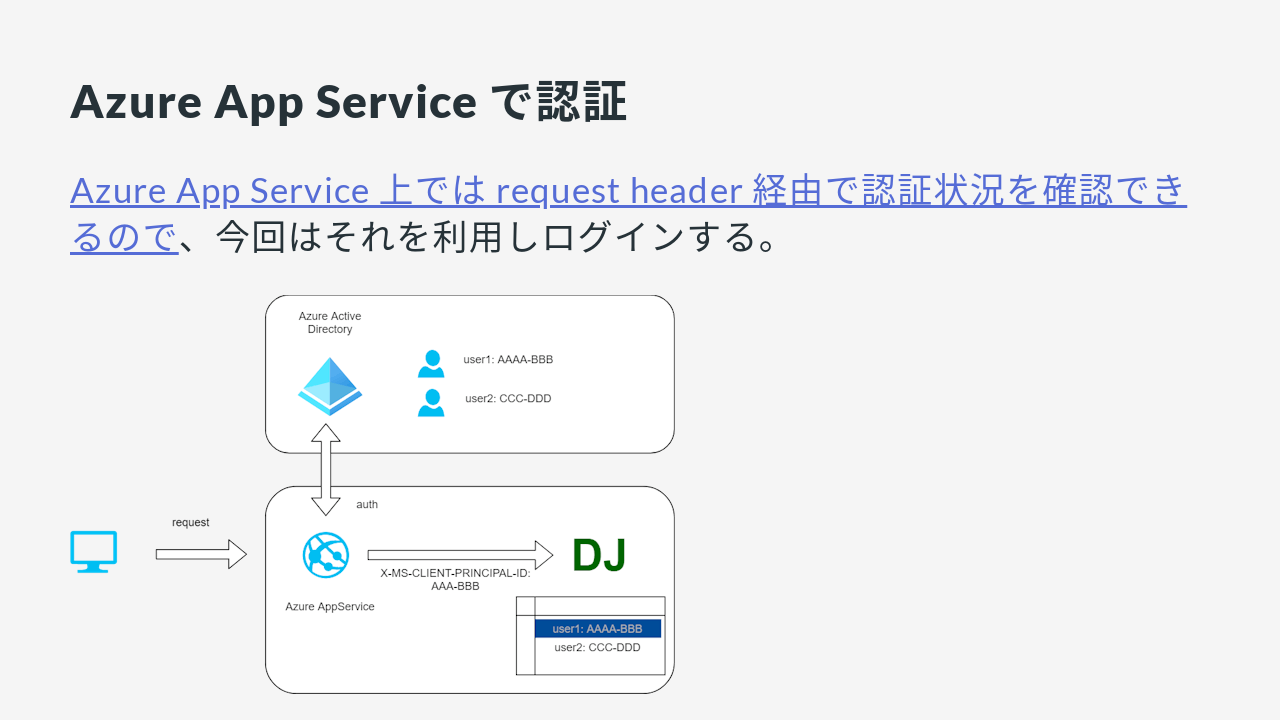 Azure App Service で認証
Azure App Service 上では request header 経由で認証状況を確認でき
るので、今回はそれを利用しログインする。
Azure Active
Directory
user1: AAAA-BBB
user2: CCC-DDD
auth
request
DJ
X-MS-CLIENT-PRINCIPAL-ID:
AAA-BBB
Azure AppService
user1: AAAA-BBB
user2: CCC-DDD